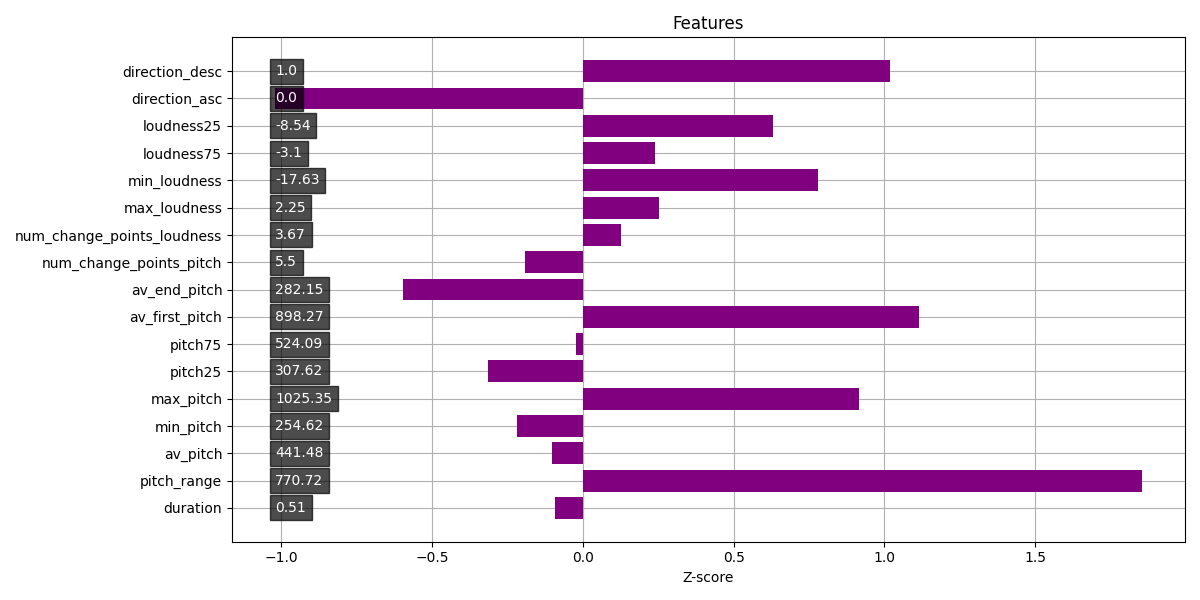 Features
direction_desc 1.0
direction_asc 0.0
loudness25 -8.54
loudness75 -3.1
min_loudness -17.63
max_loudness 2.25
num_change_points_loudness 3.67
num_change_points_pitch 5.5
av_end_pitch 282.15
av_first_pitch 898.27
pitch75 524.09
pitch25 307.62
max_pitch 1025.35
min_pitch 254.62
av_pitch 441.48
pitch_range 770.72
duration 0.51
−1.0 −0.5 0.0 0.5 1.0 1.5
Z-score